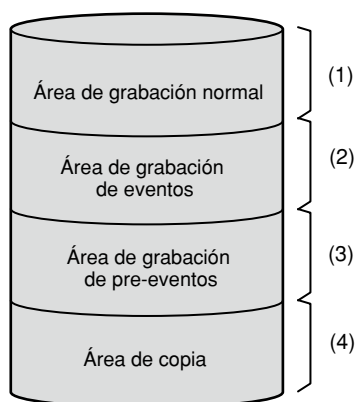 Área de grabación normal
(1)
Área de grabación
de eventos
(2)
Área de grabación
de pre-eventos
(3)
Área de copia
(4)